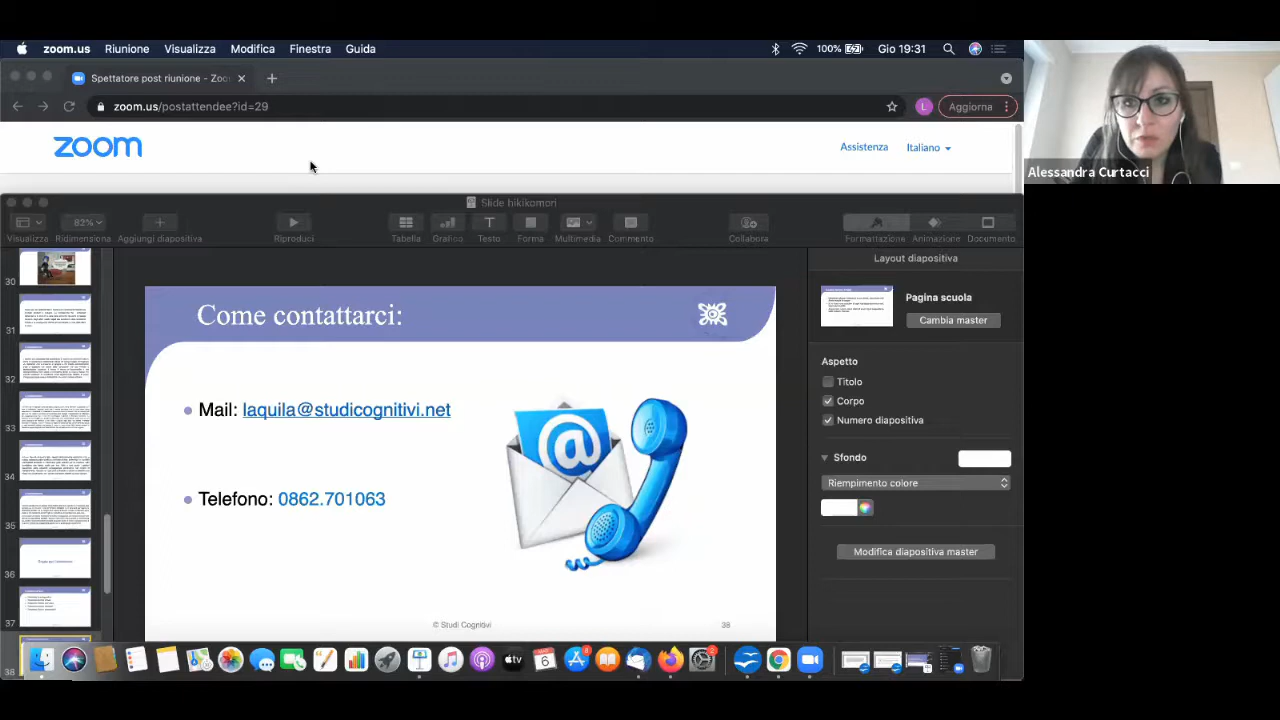 zoom.us Riunione Visualizza Modifica Finestra Guida 100% Gio 19:31
Spettatore post riunione - Zoo
zoom.us/postattendee?id=29 L Aggiorna
zoom Assistenza Italiano
Alessandra Curtacci
Slide hikikomori
82%
Visualizza Ridimensiona Aggiungi diapositiva Riproduci Tabella Grafico Testo Forma Multimedia Commento Collabora Formattazione Animazione Documento
Layout diapositiva
Pagina scuola
Cambia master
Aspetto
Titolo
Corpo
Numero diapositiva
Sfondo
Riempimento colore
Modifica diapositiva master
30
31
32
33
34
35
36
37
38
Come contattarci:
Mail: laquila@studicognitivi.net
@
Telefono: 0862.701063
© Studi Cognitivi 38
tv
6